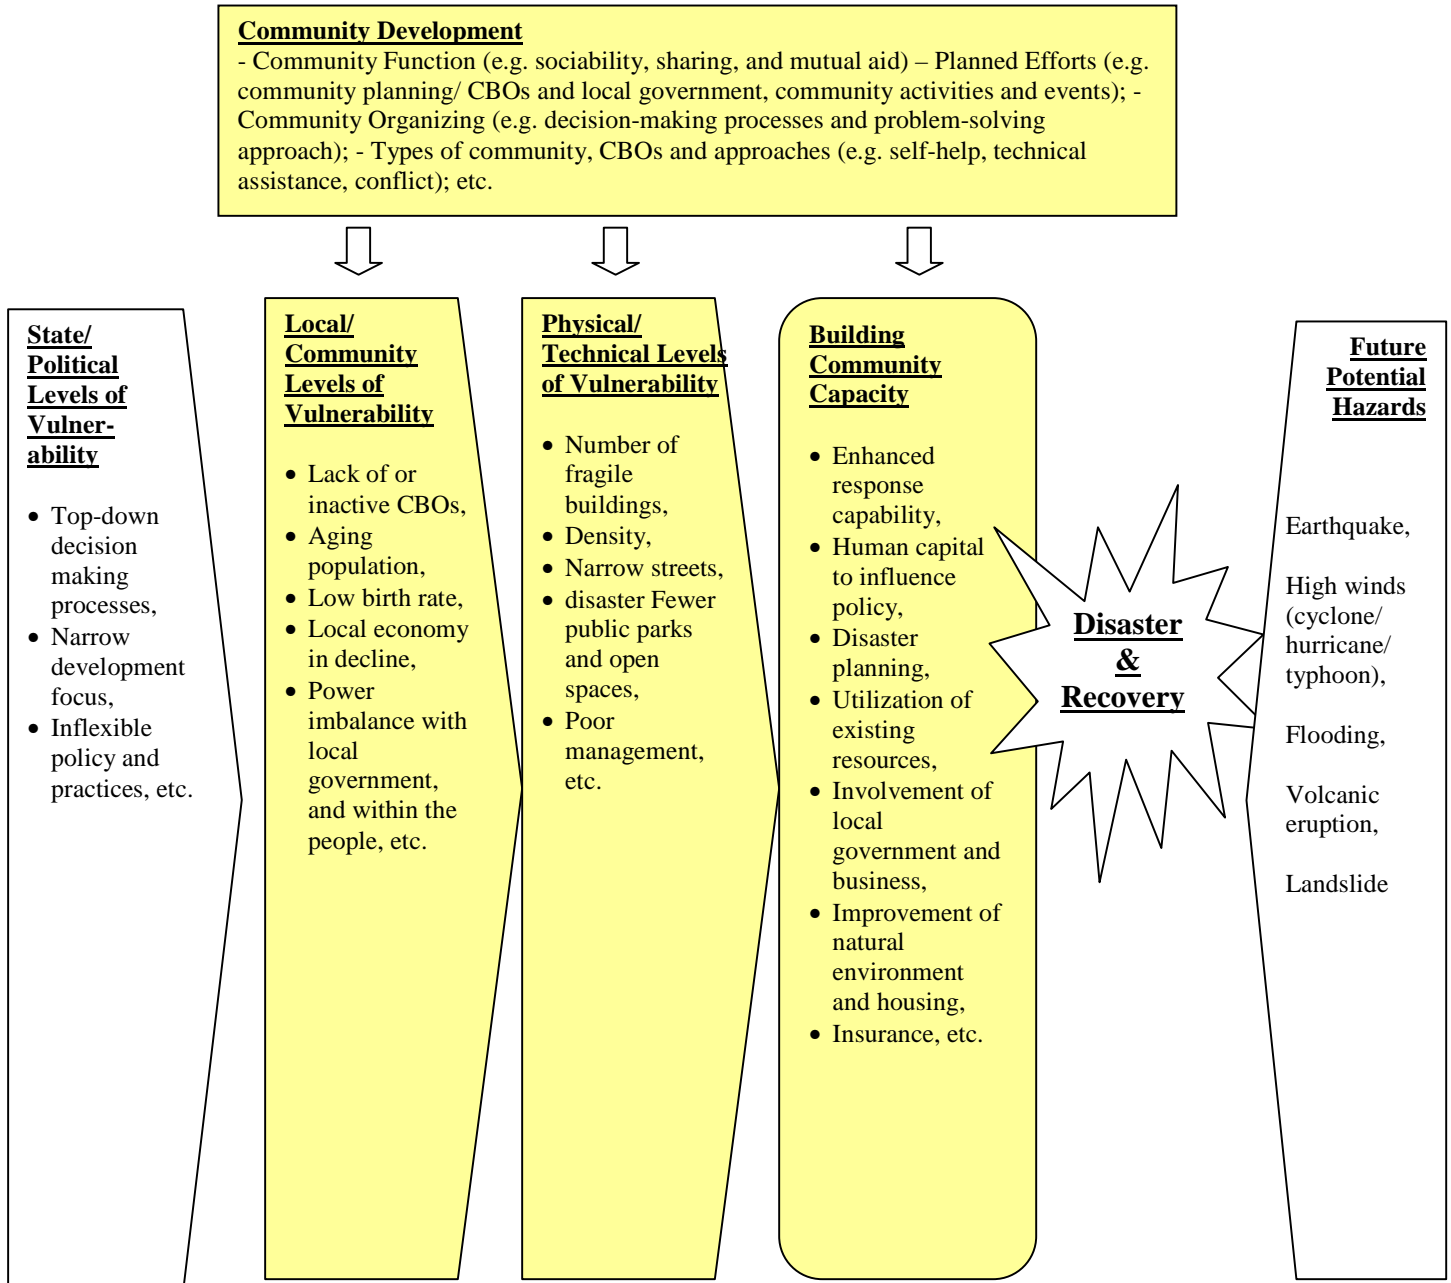 Community Development
- Community Function (e.g. sociability, sharing, and mutual aid) – Planned Efforts (e.g.
community planning/ CBOs and local government, community activities and events); -
Community Organizing (e.g. decision-making processes and problem-solving
approach); - Types of community, CBOs and approaches (e.g. self-help, technical
assistance, conflict); etc.
State/
Political
Levels of
Vulner-
ability
• Top-down
decision
making
processes,
• Narrow
development
focus,
• Inflexible
policy and
practices, etc.
Local/
Community
Levels of
Vulnerability
• Lack of or
inactive CBOs,
• Aging
population,
• Low birth rate,
• Local economy
in decline,
• Power
imbalance with
local
government,
and within the
people, etc.
Physical/
Technical Levels
of Vulnerability
• Number of
fragile
buildings,
• Density,
• Narrow streets,
• disaster Fewer
public parks
and open
spaces,
• Poor
management,
etc.
Building
Community
Capacity
• Enhanced
response
capability,
• Human capital
to influence
policy,
• Disaster
planning,
• Utilization of
existing
resources,
• Involvement of
local
government and
business,
• Improvement of
natural
environment
and housing,
• Insurance, etc.
Disaster
&
Recovery
Future
Potential
Hazards
Earthquake,
High winds
(cyclone/
hurricane/
typhoon),
Flooding,
Volcanic
eruption,
Landslide